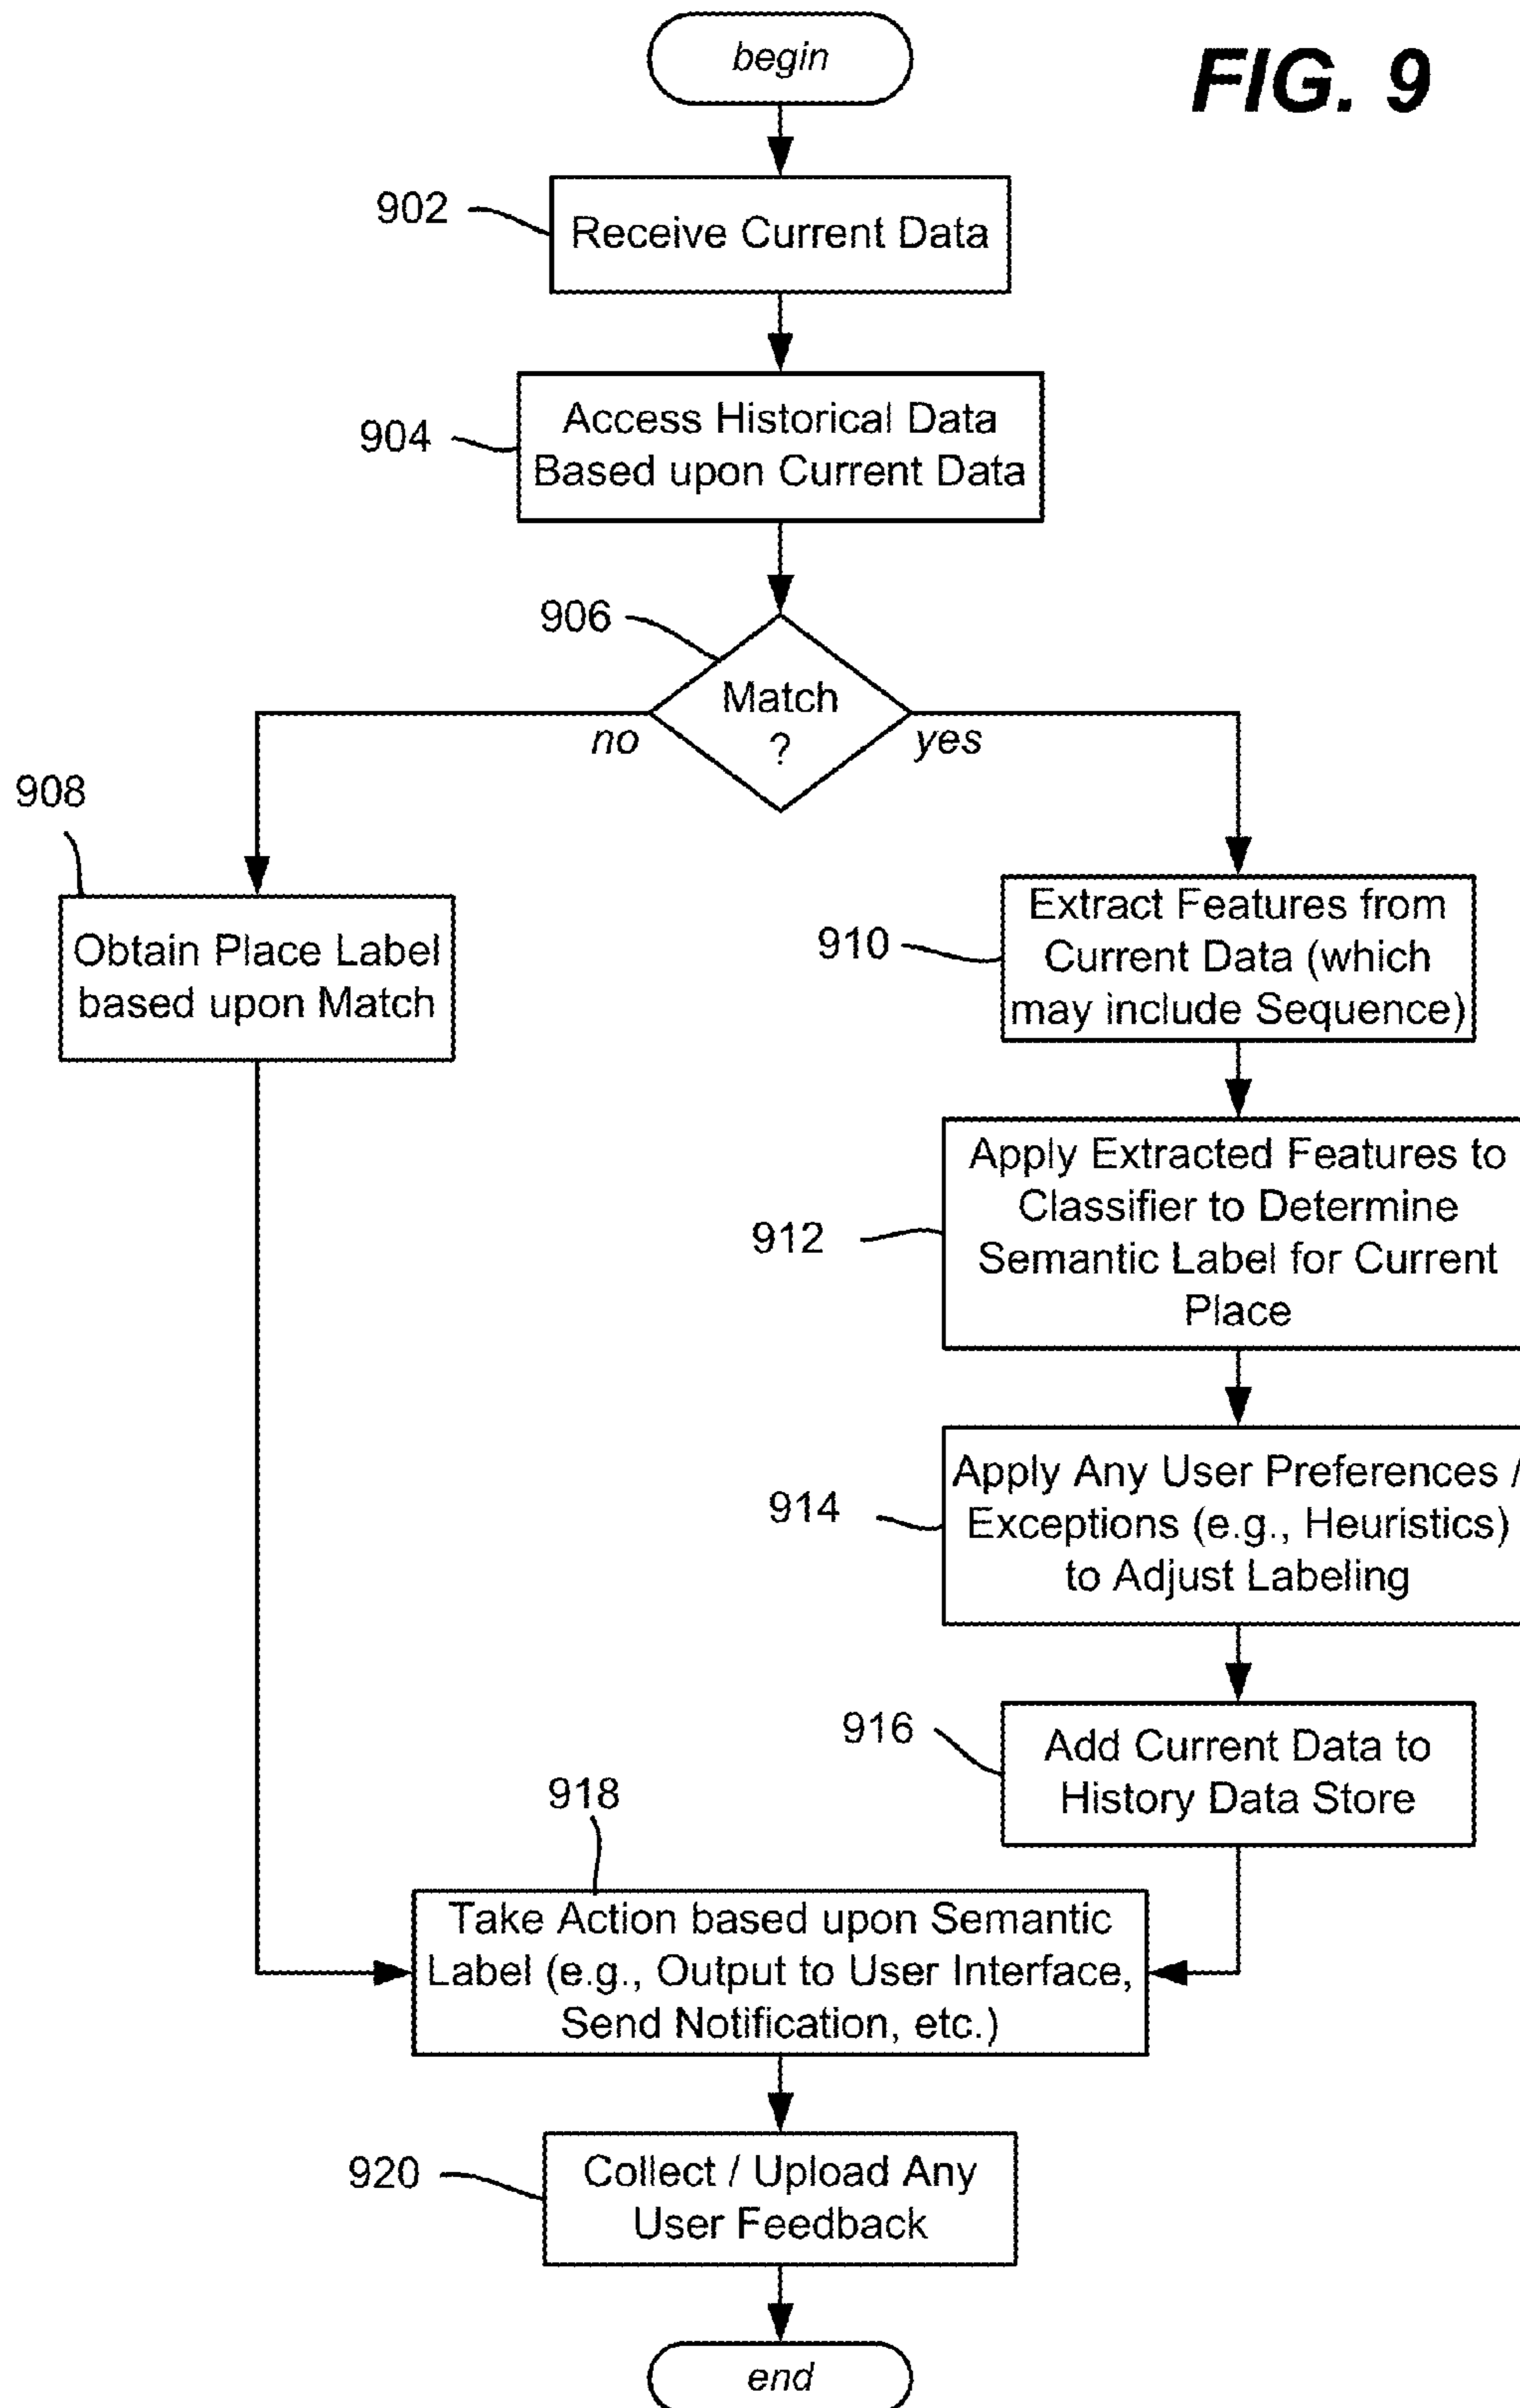 begin
FIG. 9
902
Receive Current Data
904
Access Historical Data
Based upon Current Data
906
Match
?
no
yes
908
Obtain Place Label
based upon Match
910
Extract Features from
Current Data (which
may include Sequence)
912
Apply Extracted Features to
Classifier to Determine
Semantic Label for Current
Place
914
Apply Any User Preferences /
Exceptions (e.g., Heuristics)
to Adjust Labeling
916
Add Current Data to
History Data Store
918
Take Action based upon Semantic
Label (e.g., Output to User Interface,
Send Notification, etc.)
920
Collect / Upload Any
User Feedback
end